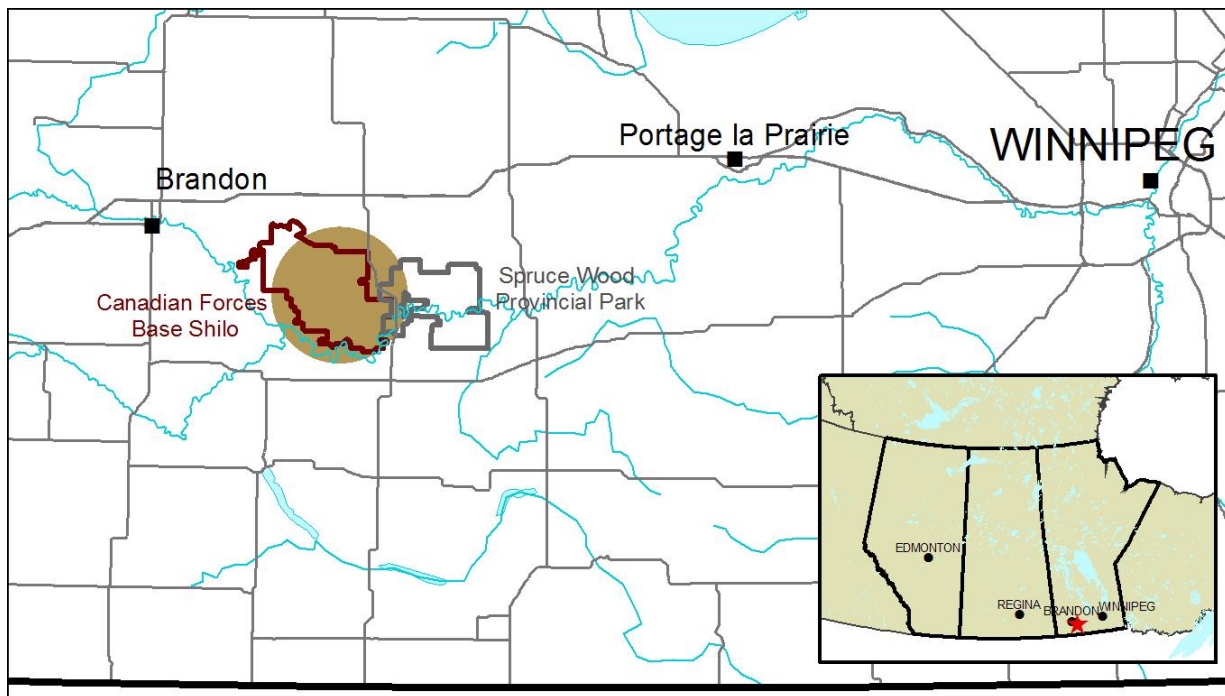 Portage la Prairie
WINNIPEG
Brandon
Canadian Forces
Base Shilo
Spruce Wood
Provincial Park
EDMONTON
REGINA
BRANDON
WINNIPEG